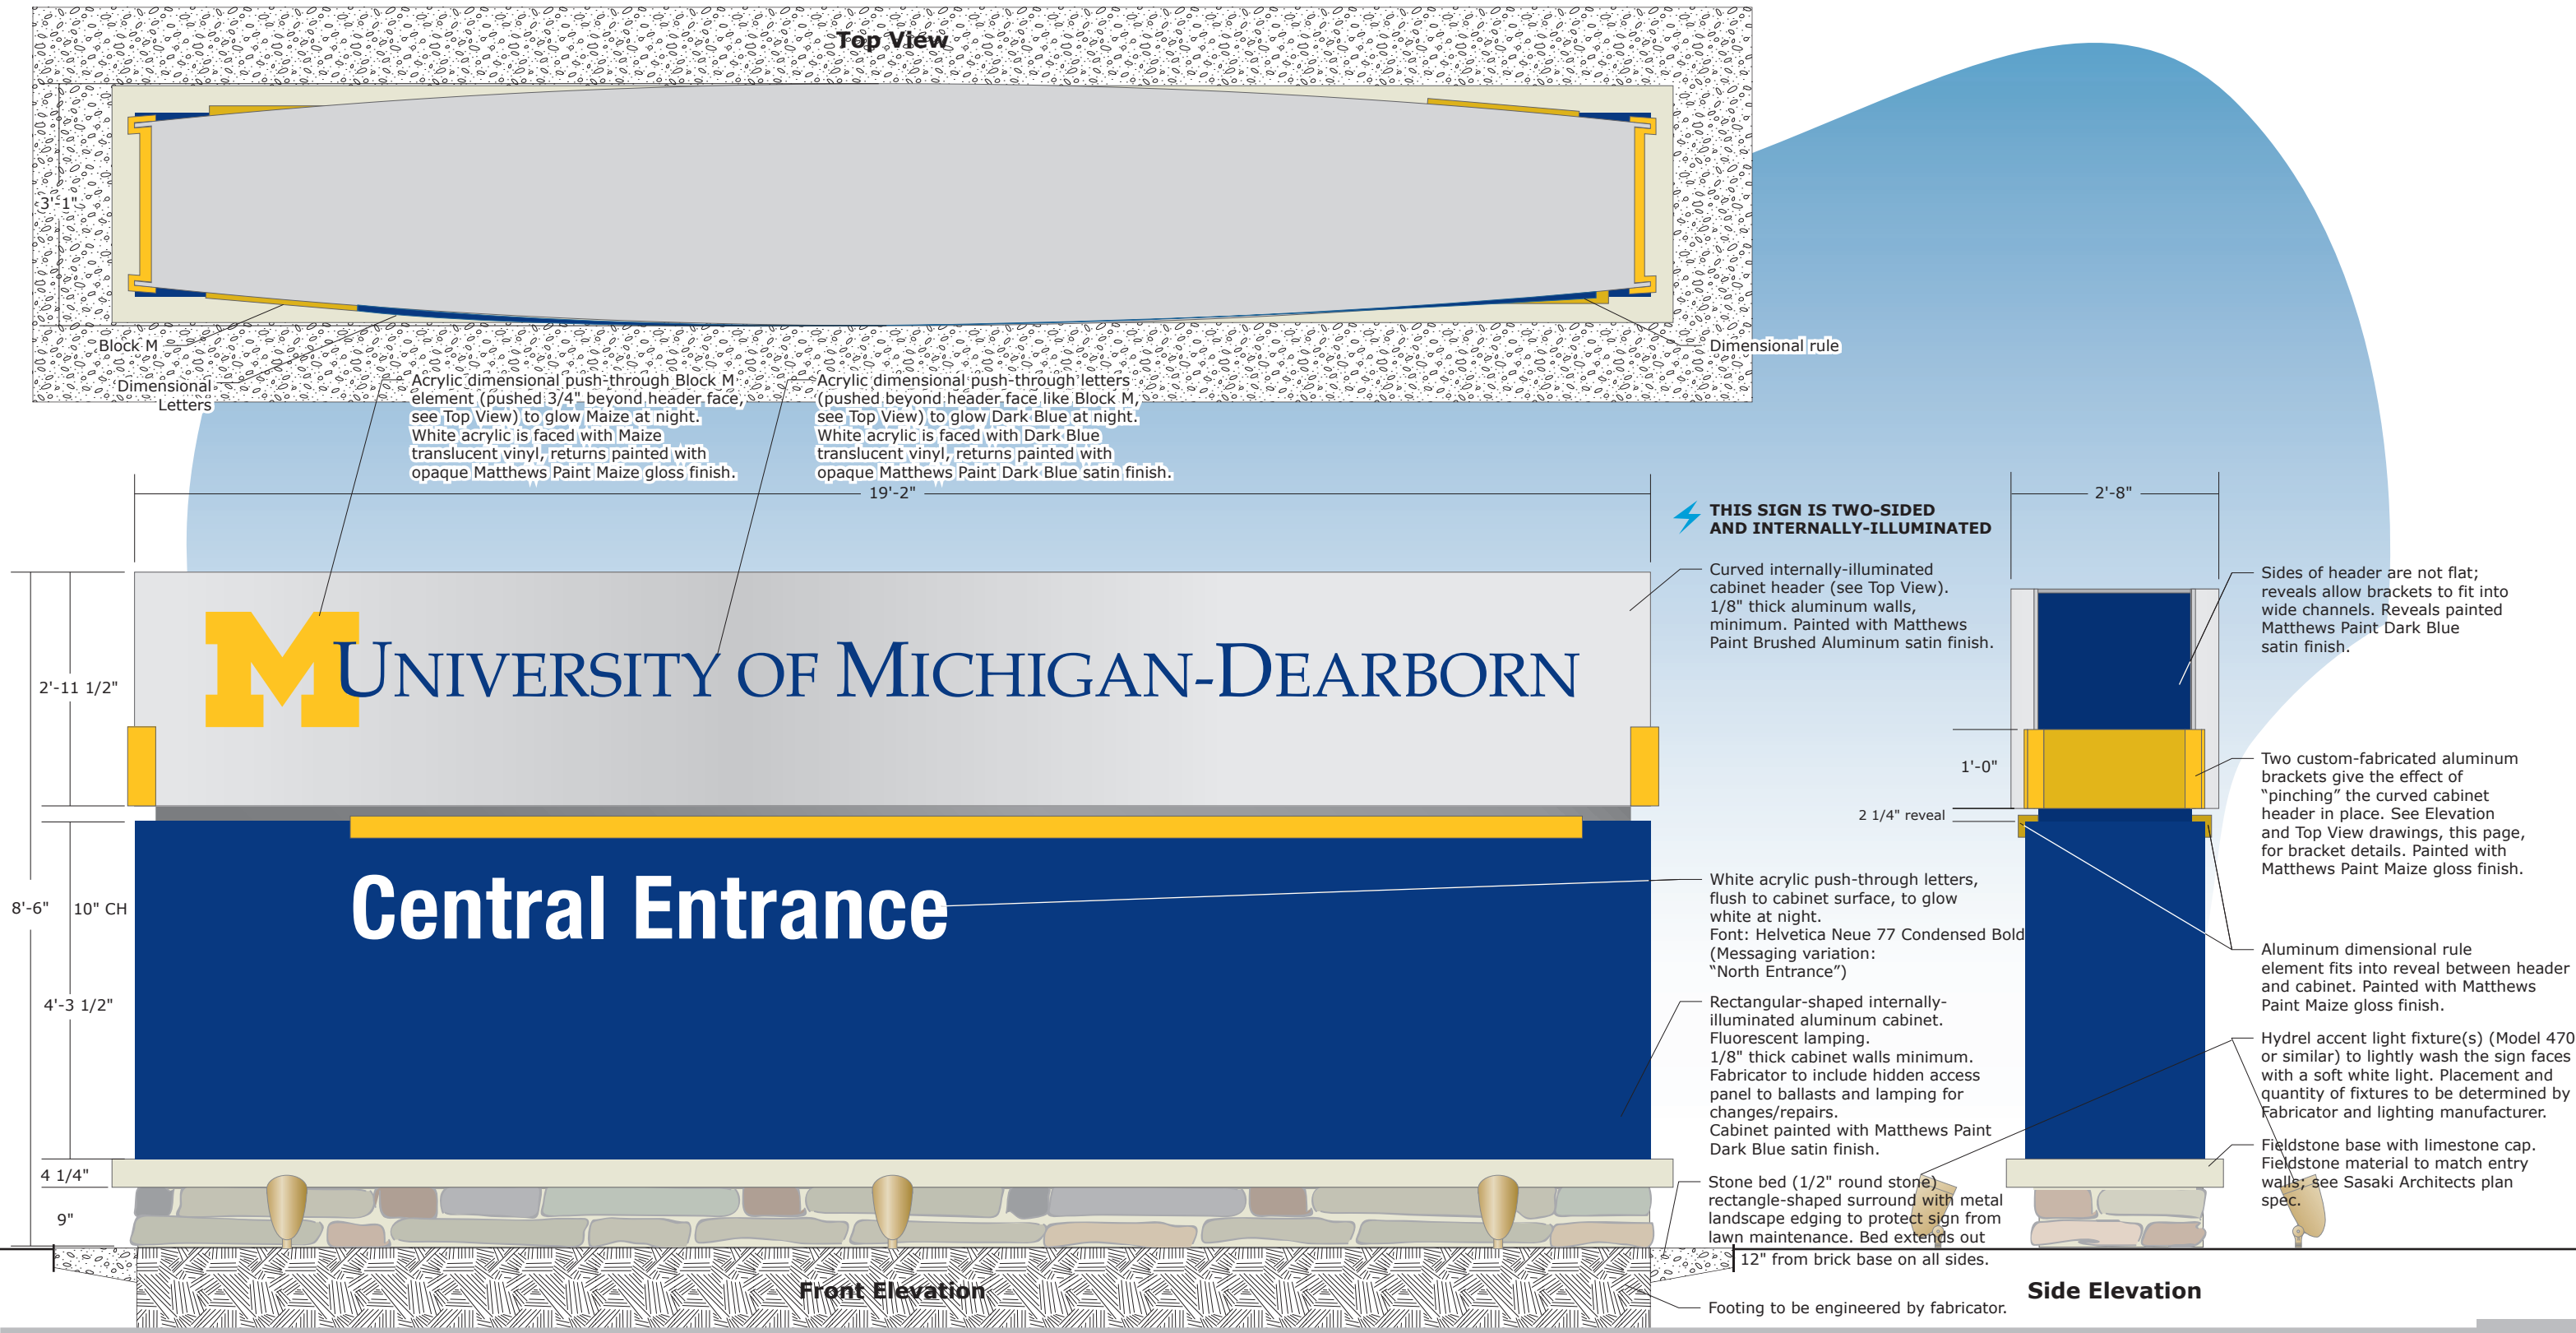 Top View
3'-1"
Block M
Dimensional
Letters
Dimensional rule
Acrylic dimensional push-through Block M
element (pushed 3/4" beyond header face,
see Top View) to glow Maize at night.
White acrylic is faced with Maize
translucent vinyl, returns painted with
opaque Matthews Paint Maize gloss finish.
Acrylic dimensional push-through letters
(pushed beyond header face like Block M,
see Top View) to glow Dark Blue at night.
White acrylic is faced with Dark Blue
translucent vinyl, returns painted with
opaque Matthews Paint Dark Blue satin finish.
19'-2"
2'-8"
THIS SIGN IS TWO-SIDED
AND INTERNALLY-ILLUMINATED
Curved internally-illuminated
cabinet header (see Top View).
1/8" thick aluminum walls,
minimum. Painted with Matthews
Paint Brushed Aluminum satin finish.
Sides of header are not flat;
reveals allow brackets to fit into
wide channels. Reveals painted
Matthews Paint Dark Blue
satin finish.
M UNIVERSITY OF MICHIGAN-DEARBORN
2'-11 1/2"
1'-0"
2 1/4" reveal
Two custom-fabricated aluminum
brackets give the effect of
“pinching” the curved cabinet
header in place. See Elevation
and Top View drawings, this page,
for bracket details. Painted with
Matthews Paint Maize gloss finish.
Central Entrance
8'-6"
10" CH
4'-3 1/2"
White acrylic push-through letters,
flush to cabinet surface, to glow
white at night.
Font: Helvetica Neue 77 Condensed Bold
(Messaging variation:
“North Entrance”)
Aluminum dimensional rule
element fits into reveal between header
and cabinet. Painted with Matthews
Paint Maize gloss finish.
Rectangular-shaped internally-
illuminated aluminum cabinet.
Fluorescent lamping.
1/8" thick cabinet walls minimum.
Fabricator to include hidden access
panel to ballasts and lamping for
changes/repairs.
Cabinet painted with Matthews Paint
Dark Blue satin finish.
Hydrel accent light fixture(s) (Model 470
or similar) to lightly wash the sign faces
with a soft white light. Placement and
quantity of fixtures to be determined by
Fabricator and lighting manufacturer.
Fieldstone base with limestone cap.
Fieldstone material to match entry
walls; see Sasaki Architects plan
spec.
4 1/4"
9"
Stone bed (1/2" round stone)
rectangle-shaped surround with metal
landscape edging to protect sign from
lawn maintenance. Bed extends out
12" from brick base on all sides.
Footing to be engineered by fabricator.
Front Elevation
Side Elevation